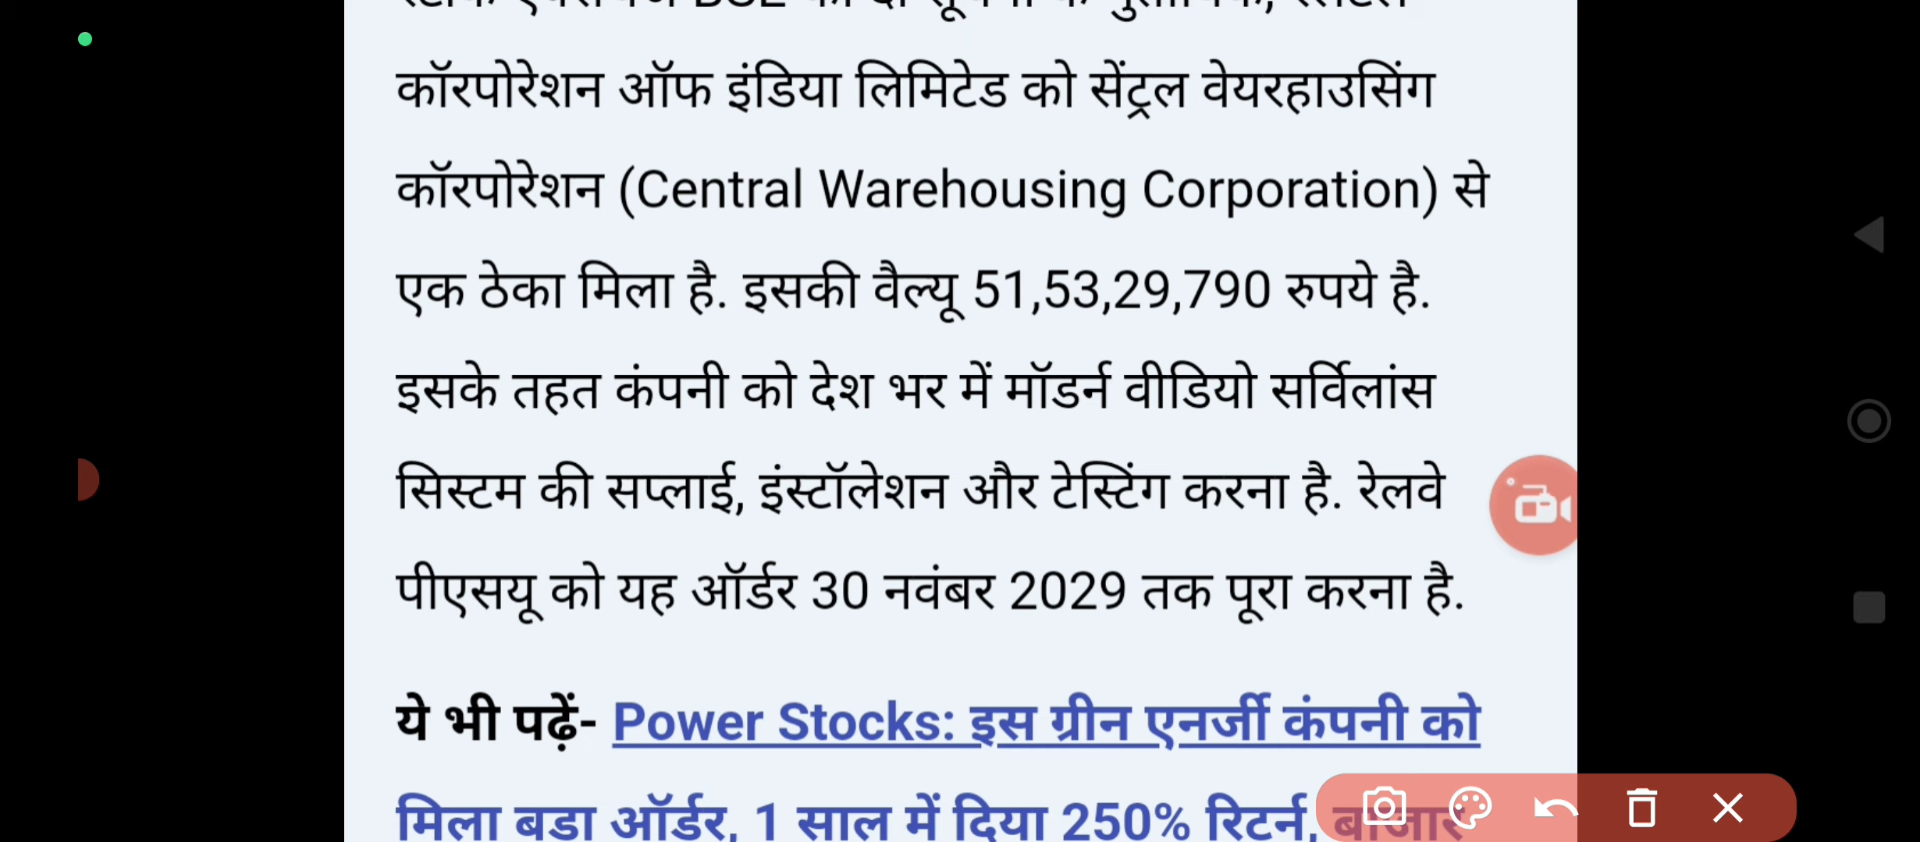 कॉरपोरेशन ऑफ इंडिया लिमिटेड को सेंट्रल वेयरहाउसिंग
कॉरपोरेशन (Central Warehousing Corporation) से
एक ठेका मिला है. इसकी वैल्यू 51,53,29,790 रुपये है.
इसके तहत कंपनी को देश भर में मॉडर्न वीडियो सर्विलांस
सिस्टम की सप्लाई, इंस्टॉलेशन और टेस्टिंग करना है. रेलवे
पीएसयू को यह ऑर्डर 30 नवंबर 2029 तक पूरा करना है.
ये भी पढ़ें- Power Stocks: इस ग्रीन एनर्जी कंपनी को
मिला बड़ा ऑर्डर, 1 साल में दिया 250% रिटर्न, बाजार